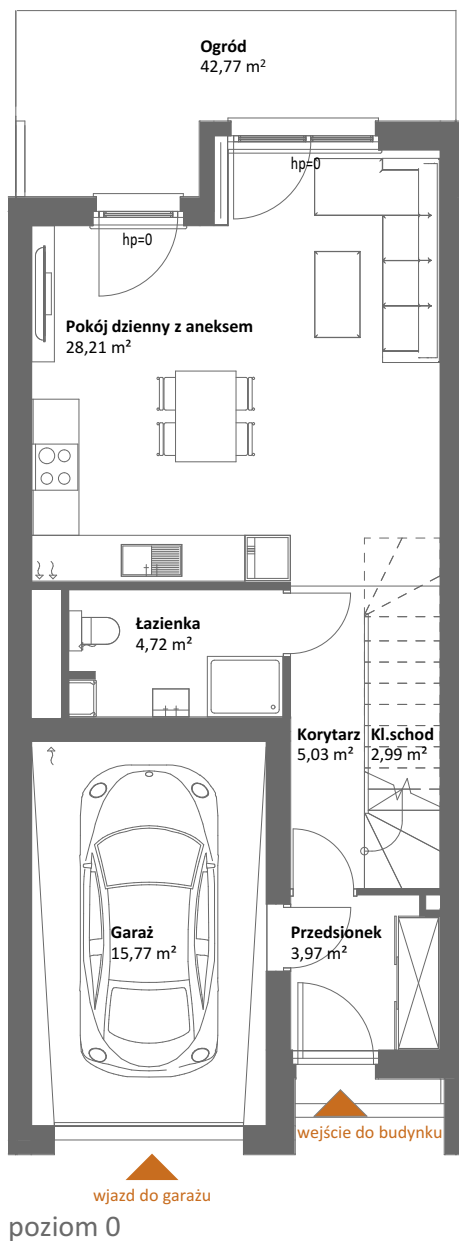 Ogród
42,77 m²
hp=0
hp=0
Pokój dzienny z aneksem
28,21 m²
Łazienka
4,72 m²
Korytarz
5,03 m²
Kl.schod
2,99 m²
Garaż
15,77 m²
Przedsionek
3,97 m²
wejście do budynku
wjazd do garażu
poziom 0